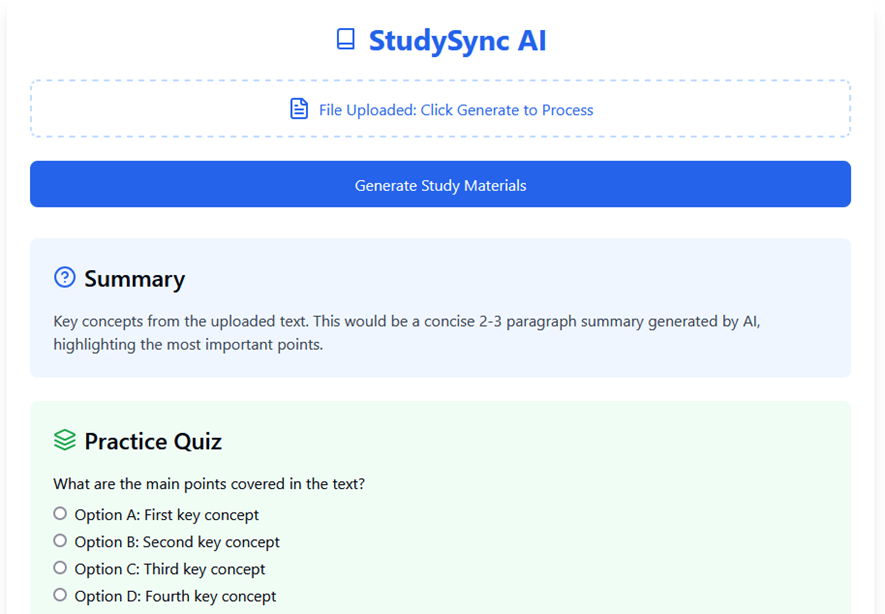 StudySync AI
File Uploaded: Click Generate to Process
Generate Study Materials
Summary
Key concepts from the uploaded text. This would be a concise 2-3 paragraph summary generated by AI,
highlighting the most important points.
Practice Quiz
What are the main points covered in the text?
Option A: First key concept
Option B: Second key concept
Option C: Third key concept
Option D: Fourth key concept